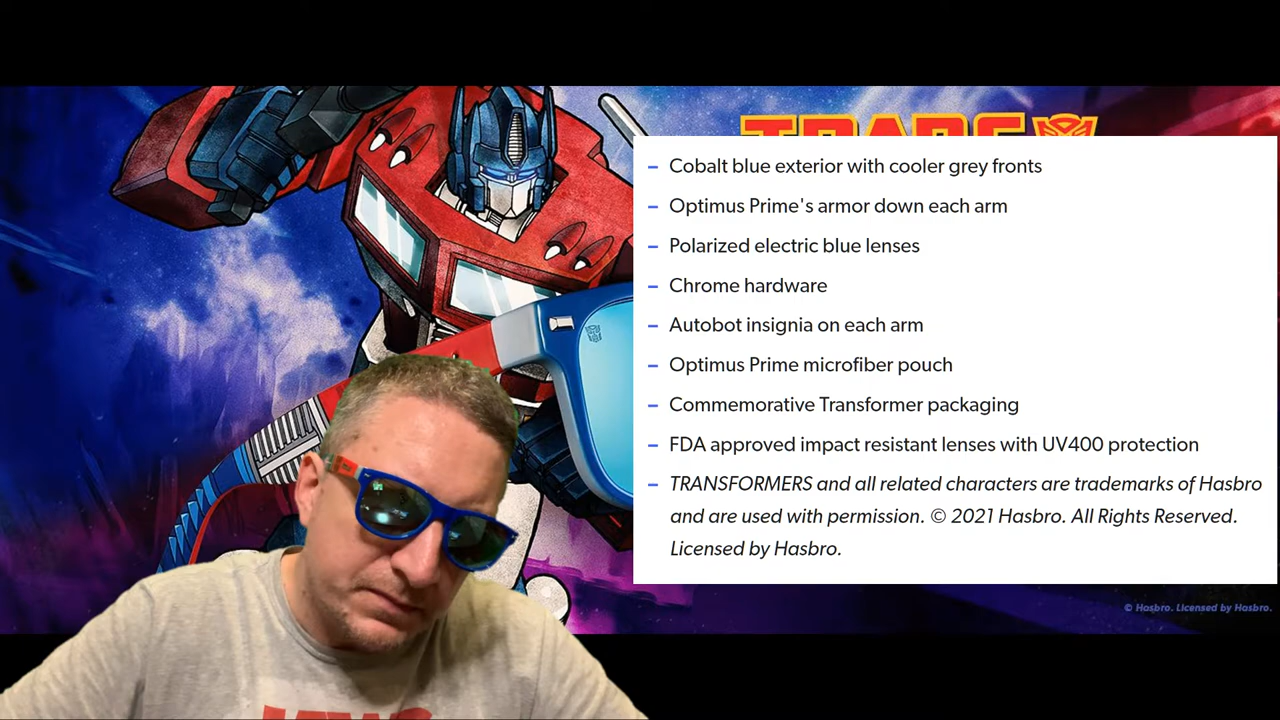 TRANS
– Cobalt blue exterior with cooler grey fronts
– Optimus Prime's armor down each arm
– Polarized electric blue lenses
– Chrome hardware
– Autobot insignia on each arm
– Optimus Prime microfiber pouch
– Commemorative Transformer packaging
– FDA approved impact resistant lenses with UV400 protection
– TRANSFORMERS and all related characters are trademarks of Hasbro
and are used with permission. © 2021 Hasbro. All Rights Reserved.
Licensed by Hasbro.
© Hasbro. Licensed by Hasbro.